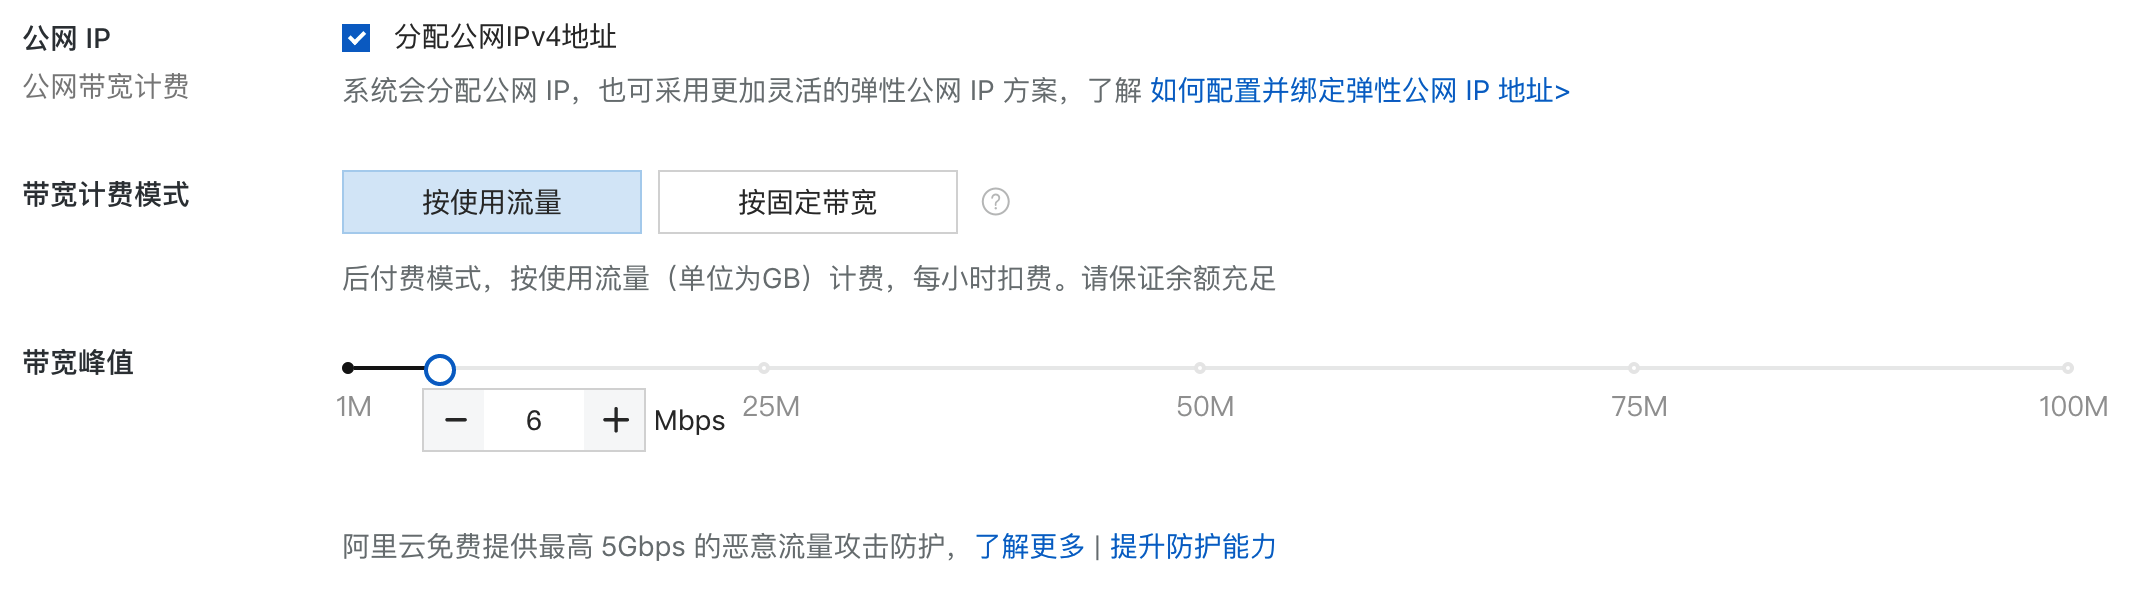 公网 IP
分配公网IPv4地址
公网带宽计费
系统会分配公网 IP，也可采用更加灵活的弹性公网 IP 方案，了解 如何配置并绑定弹性公网 IP 地址>
带宽计费模式
按使用流量
按固定带宽
?
后付费模式，按使用流量（单位为GB）计费，每小时扣费。请保证余额充足
带宽峰值
1M
25M
50M
75M
100M
− 6 + Mbps
阿里云免费提供最高 5Gbps 的恶意流量攻击防护，了解更多 | 提升防护能力